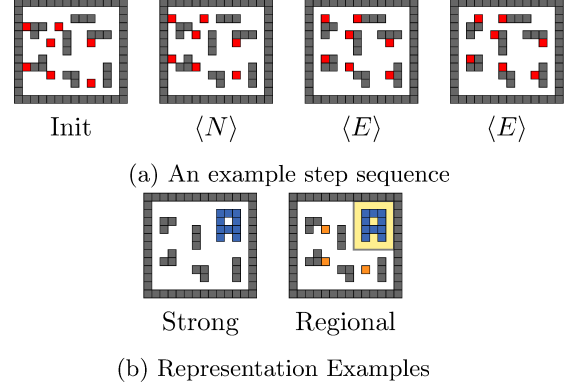 Init ⟨N⟩ ⟨E⟩ ⟨E⟩
(a) An example step sequence
Strong Regional
(b) Representation Examples